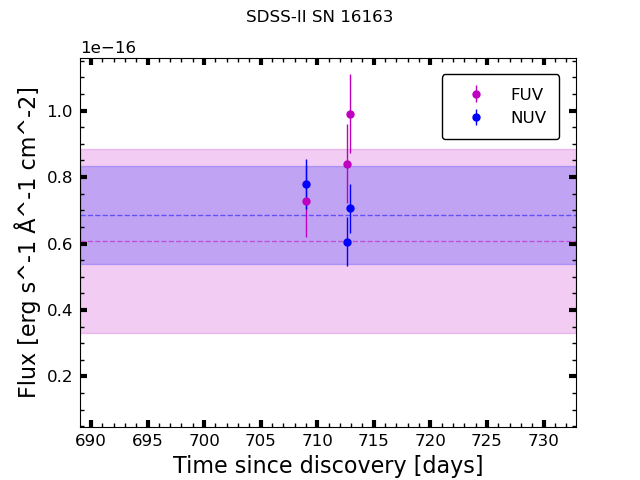 SDSS-II SN 16163
1e−16
FUV
NUV
1.0
0.8
0.6
0.4
0.2
Flux [erg s^-1 Å^-1 cm^-2]
690 695 700 705 710 715 720 725 730
Time since discovery [days]